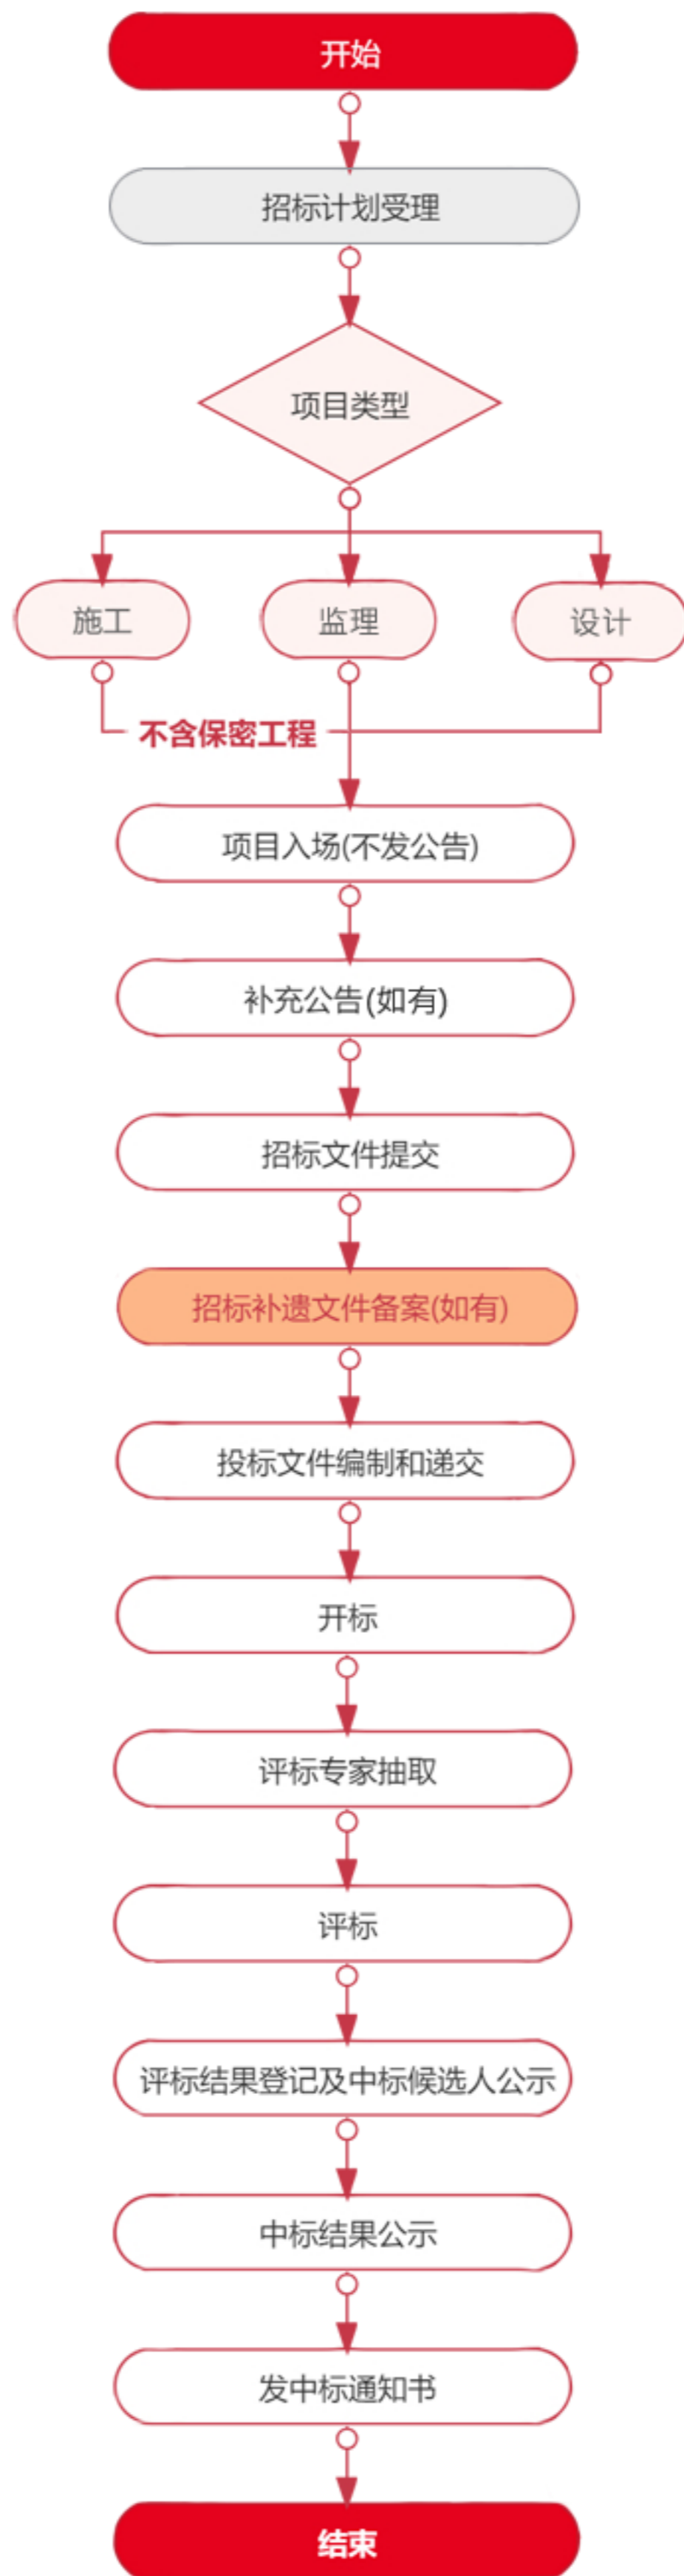 开始
招标计划受理
项目类型
施工
监理
设计
不含保密工程
项目入场(不发公告)
补充公告(如有)
招标文件提交
招标补遗文件备案(如有)
投标文件编制和递交
开标
评标专家抽取
评标
评标结果登记及中标候选人公示
中标结果公示
发中标通知书
结束